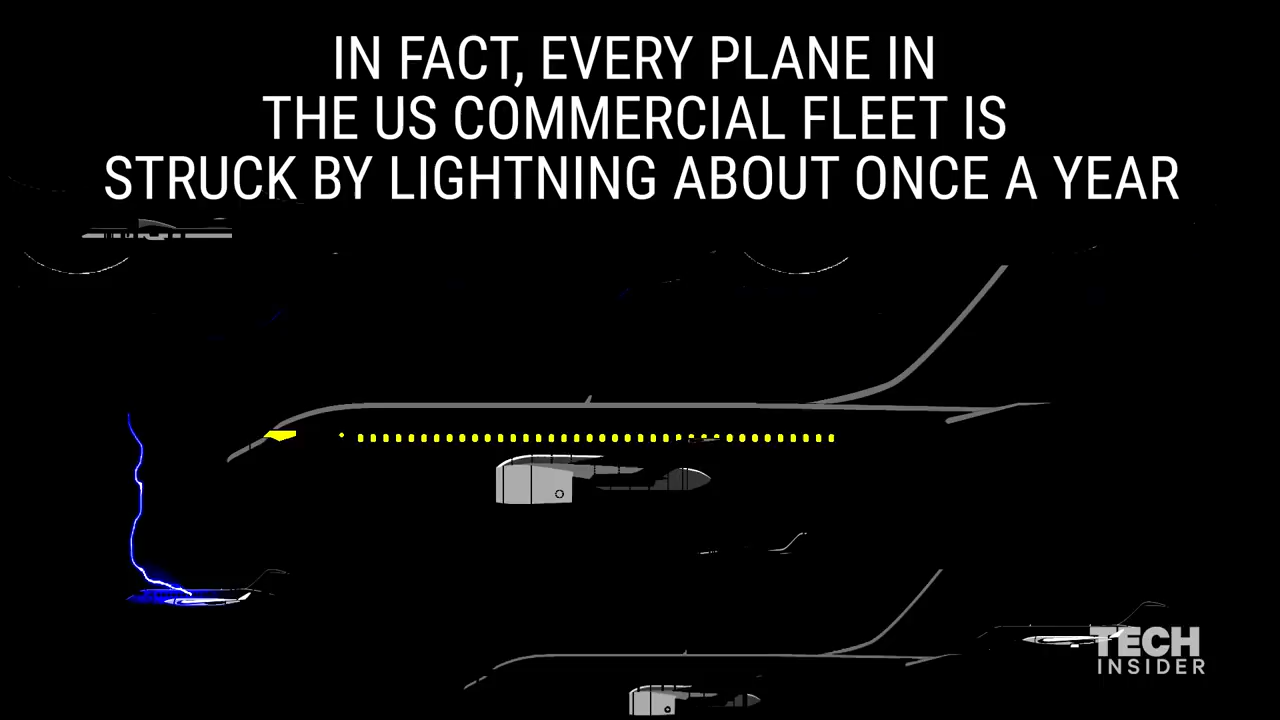 IN FACT, EVERY PLANE IN
THE US COMMERCIAL FLEET IS
STRUCK BY LIGHTNING ABOUT ONCE A YEAR
TECH
INSIDER